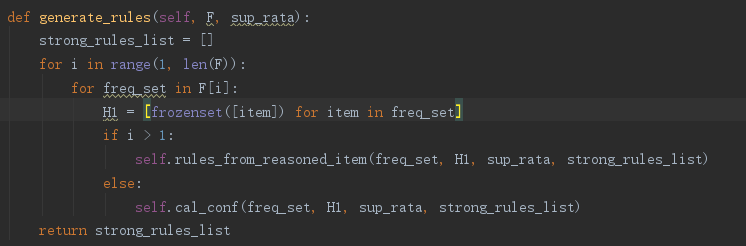 def generate_rules(self, F, sup_rata):
    strong_rules_list = []
    for i in range(1, len(F)):
        for freq_set in F[i]:
            H1 = [frozenset([item]) for item in freq_set]
            if i > 1:
                self.rules_from_reasoned_item(freq_set, H1, sup_rata, strong_rules_list)
            else:
                self.cal_conf(freq_set, H1, sup_rata, strong_rules_list)
    return strong_rules_list